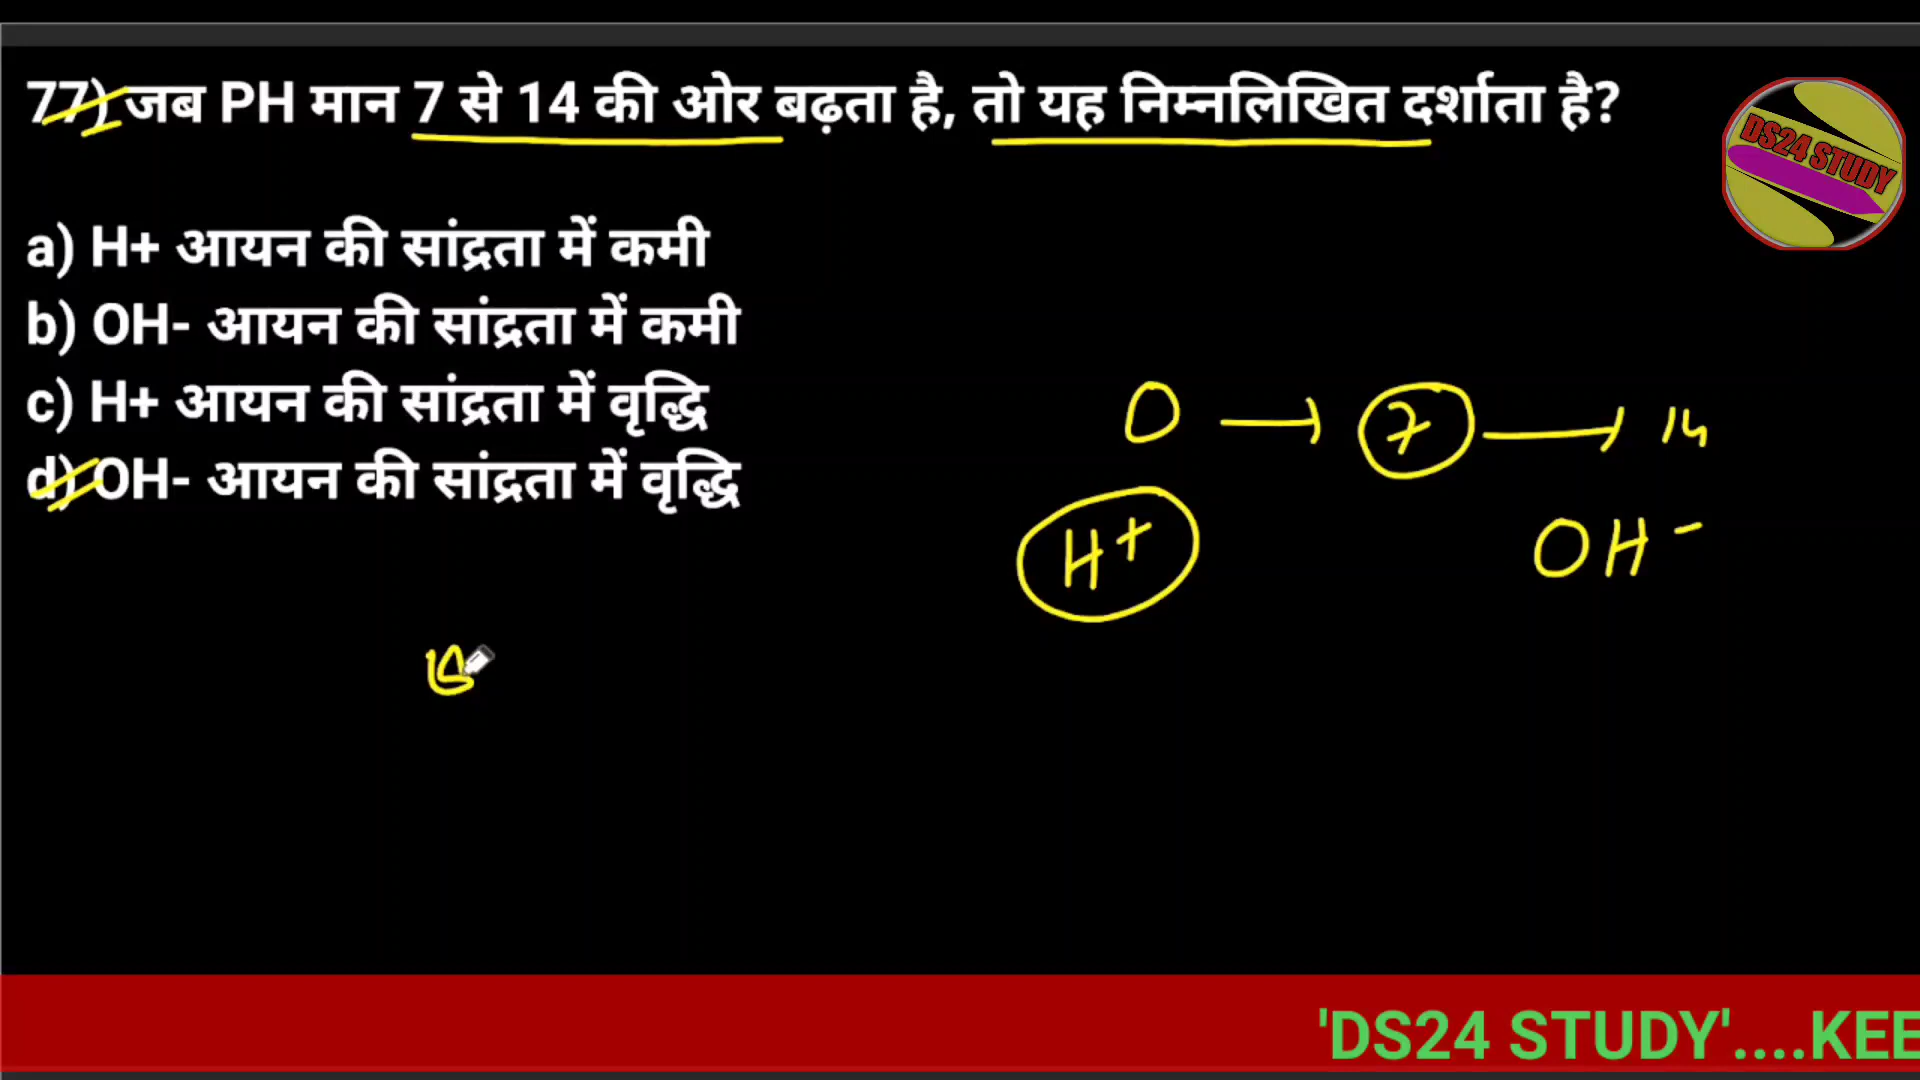 77) जब PH मान 7 से 14 की ओर बढ़ता है, तो यह निम्नलिखित दर्शाता है?
DS24 STUDY
a) H+ आयन की सांद्रता में कमी
b) OH- आयन की सांद्रता में कमी
c) H+ आयन की सांद्रता में वृद्धि
d) OH- आयन की सांद्रता में वृद्धि
0 → 7 → 14
H+ OH-
'DS24 STUDY'....KEE